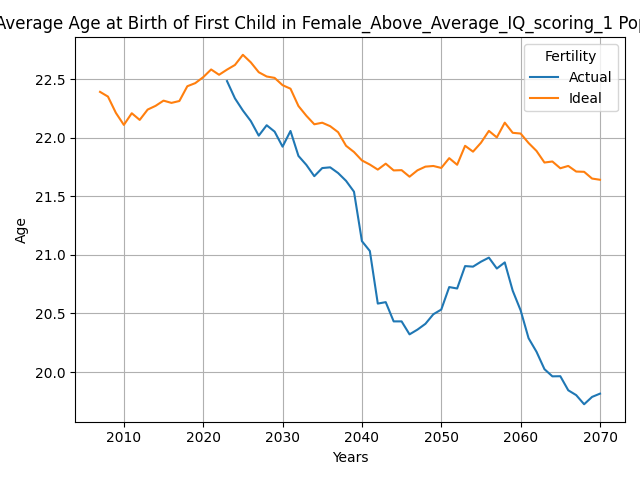 Average Age at Birth of First Child in Female_Above_Average_IQ_scoring_1
Fertility
Actual
Ideal
22.5
22.0
21.5
21.0
20.5
20.0
Age
2010 2020 2030 2040 2050 2060 2070
Years